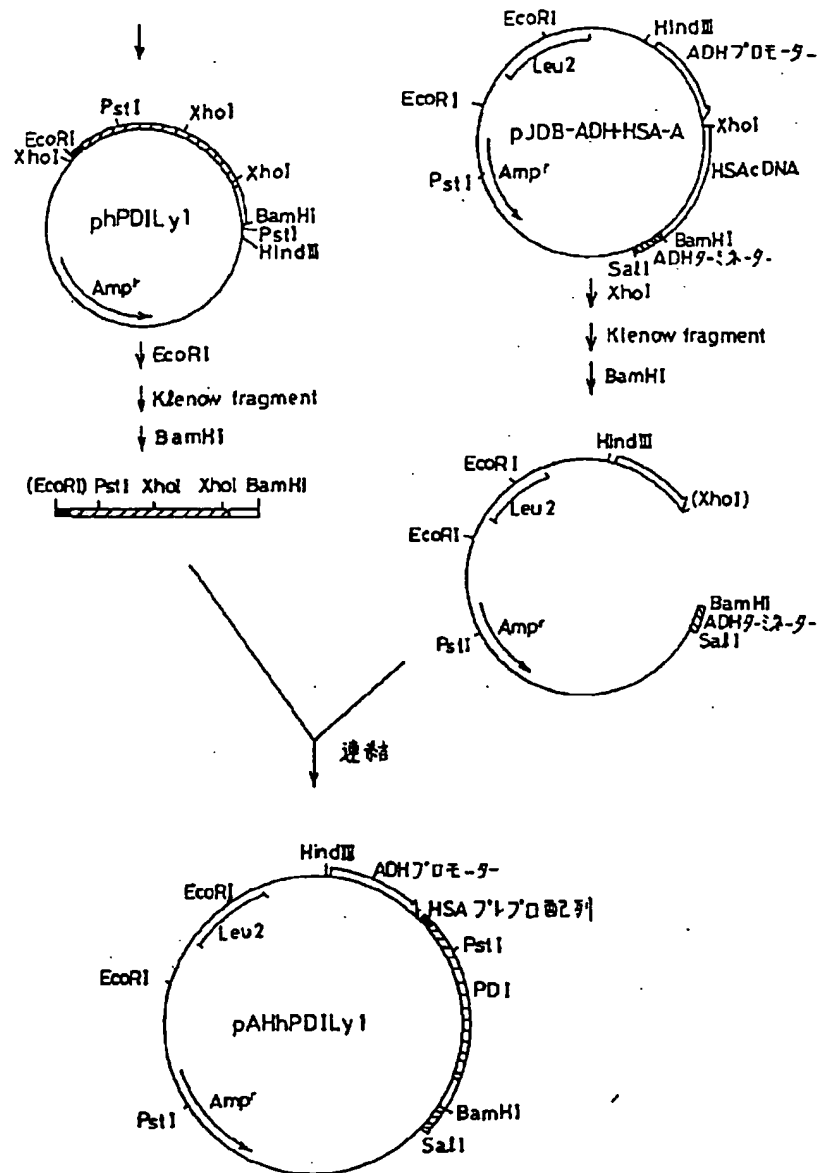 PstI
XhoI
EcoRI
XhoI
XhoI
phPDILy1
BamHI
PstI
HindIII
Ampʳ
EcoRI
Klenow fragment
BamHI
(EcoRI) PstI XhoI XhoI BamHI
EcoRI
HindIII
ADHプロモーター
Leu2
EcoRI
pJDB-ADH-HSA-A
XhoI
Ampʳ
HSAcDNA
PstI
BamHI
ADHターミネーター
SalI
XhoI
Klenow fragment
BamHI
HindIII
EcoRI
Leu2
(XhoI)
EcoRI
BamHI
ADHターミネーター
SalI
Ampʳ
PstI
連結
HindIII
ADHプロモーター
EcoRI
HSAプレプロ配列
Leu2
PstI
EcoRI
PDI
pAHhPDILy1
Ampʳ
PstI
BamHI
SalI